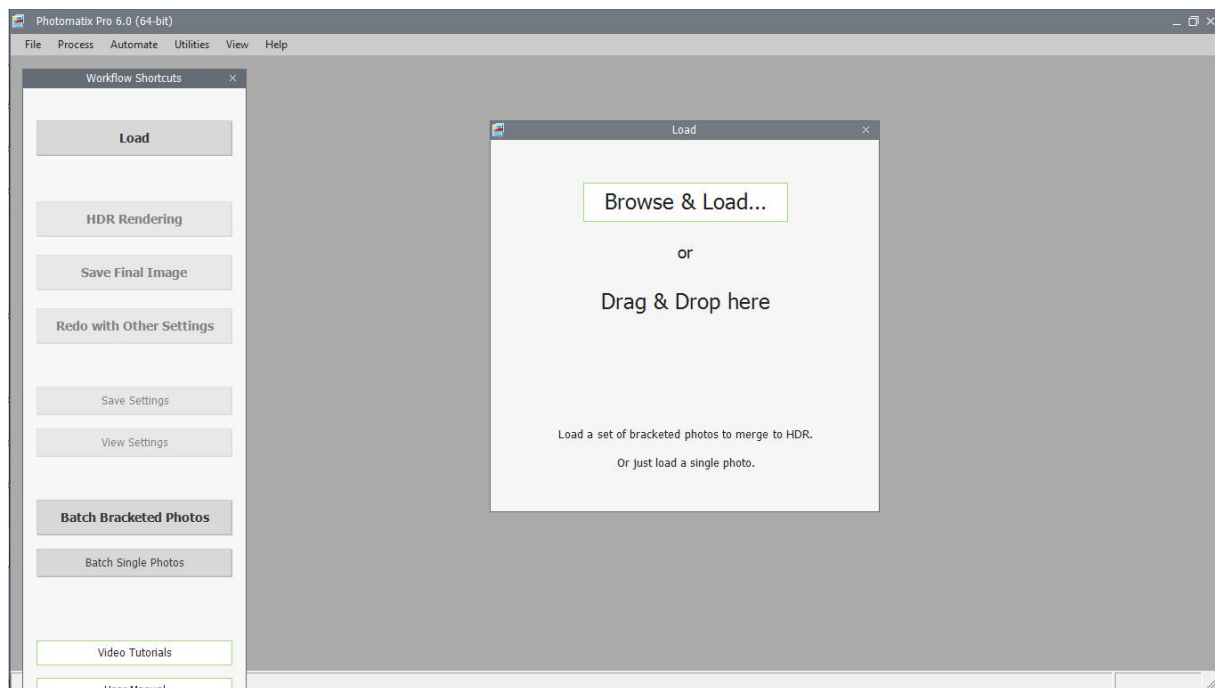 Photomatix Pro 6.0 (64-bit)
File Process Automate Utilities View Help
Workflow Shortcuts
Load
HDR Rendering
Save Final Image
Redo with Other Settings
Save Settings
View Settings
Batch Bracketed Photos
Batch Single Photos
Video Tutorials
User Manual
Load
Browse & Load...
or
Drag & Drop here
Load a set of bracketed photos to merge to HDR.
Or just load a single photo.